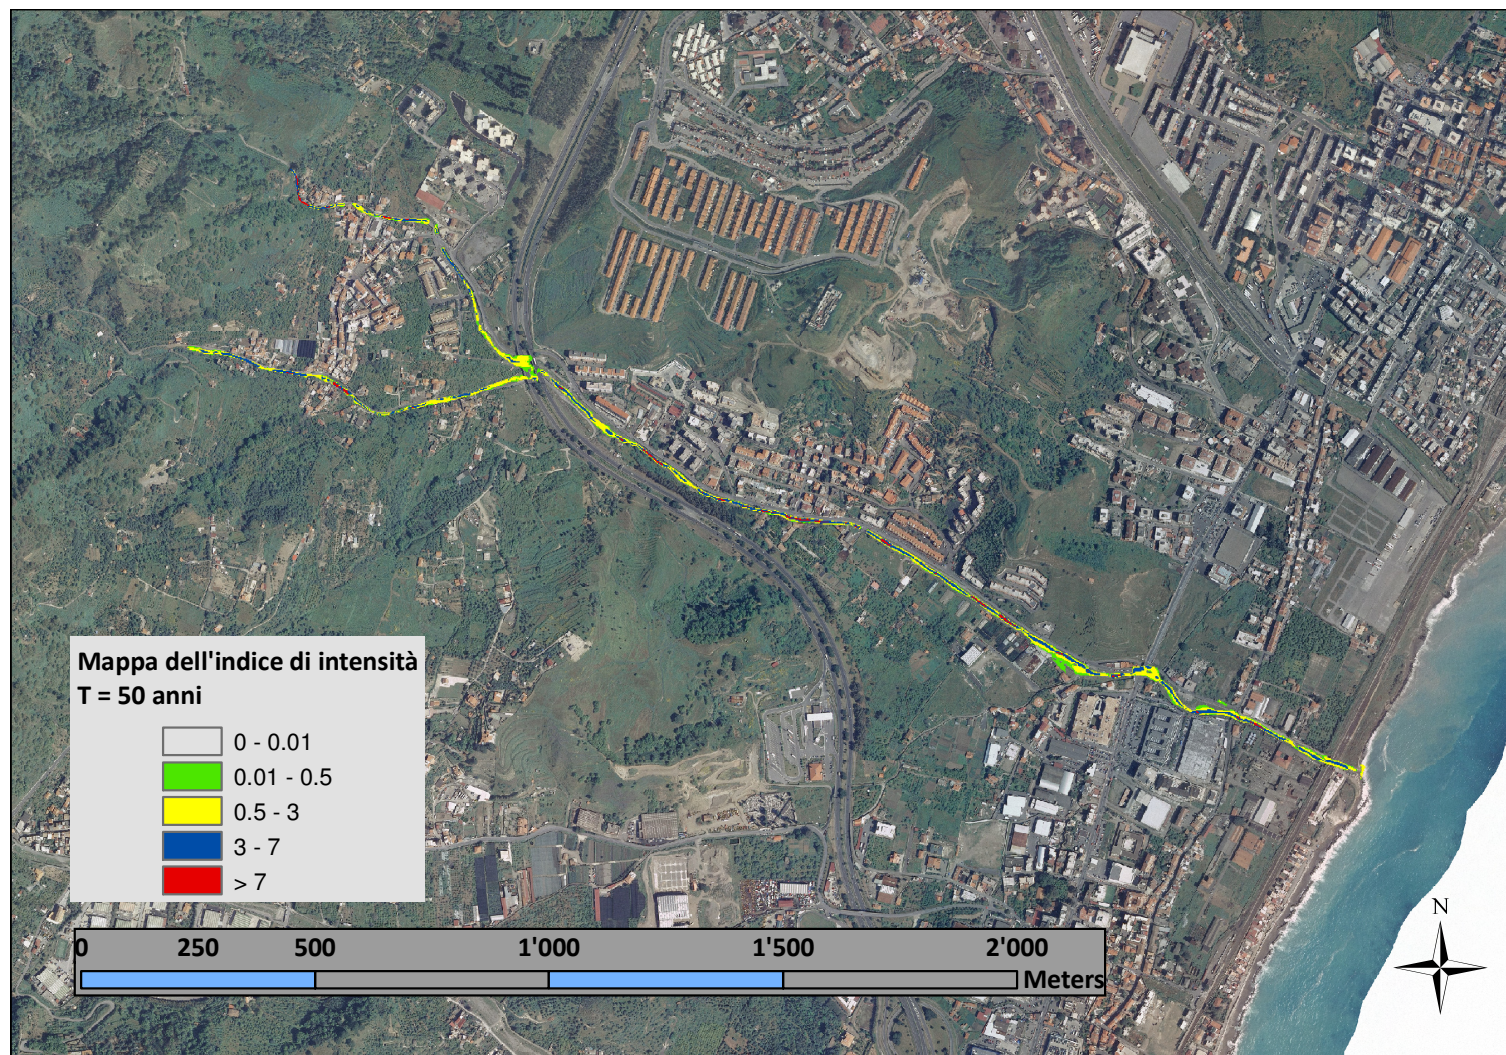 Mappa dell'indice di intensità
T = 50 anni
0 - 0.01
0.01 - 0.5
0.5 - 3
3 - 7
> 7
0 250 500 1'000 1'500 2'000
Meters
N